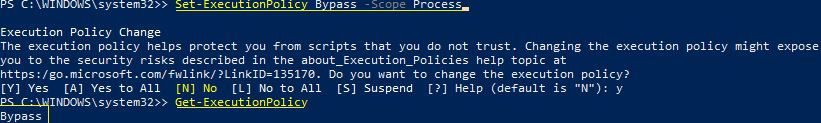 PS C:\WINDOWS\system32>> Set-ExecutionPolicy Bypass -Scope Process
Execution Policy Change
The execution policy helps protect you from scripts that you do not trust. Changing the execution policy might expose
you to the security risks described in the about_Execution_Policies help topic at
https:/go.microsoft.com/fwlink/?LinkID=135170. Do you want to change the execution policy?
[Y] Yes  [A] Yes to All  [N] No  [L] No to All  [S] Suspend  [?] Help (default is "N"): y
PS C:\WINDOWS\system32>> Get-ExecutionPolicy
Bypass